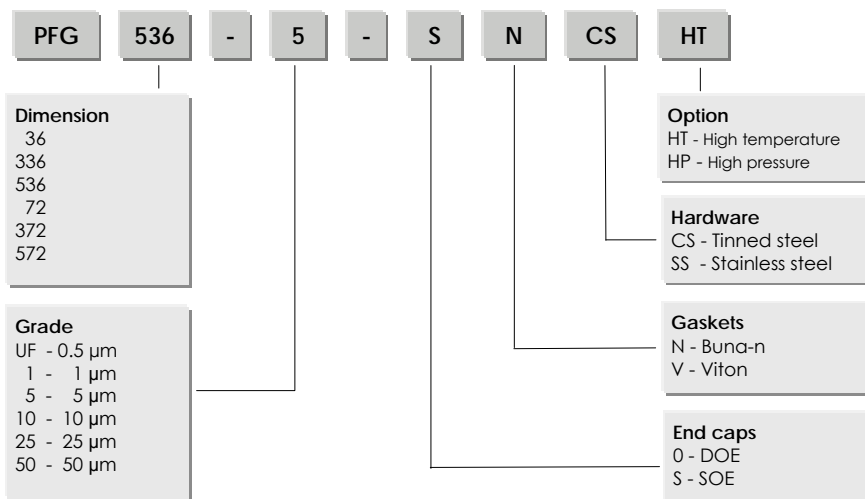 PFG 536 - 5 - S N CS HT
Dimension
36
336
536
72
372
572
Grade
UF - 0.5 µm
1 - 1 µm
5 - 5 µm
10 - 10 µm
25 - 25 µm
50 - 50 µm
Option
HT - High temperature
HP - High pressure
Hardware
CS - Tinned steel
SS - Stainless steel
Gaskets
N - Buna-n
V - Viton
End caps
0 - DOE
S - SOE